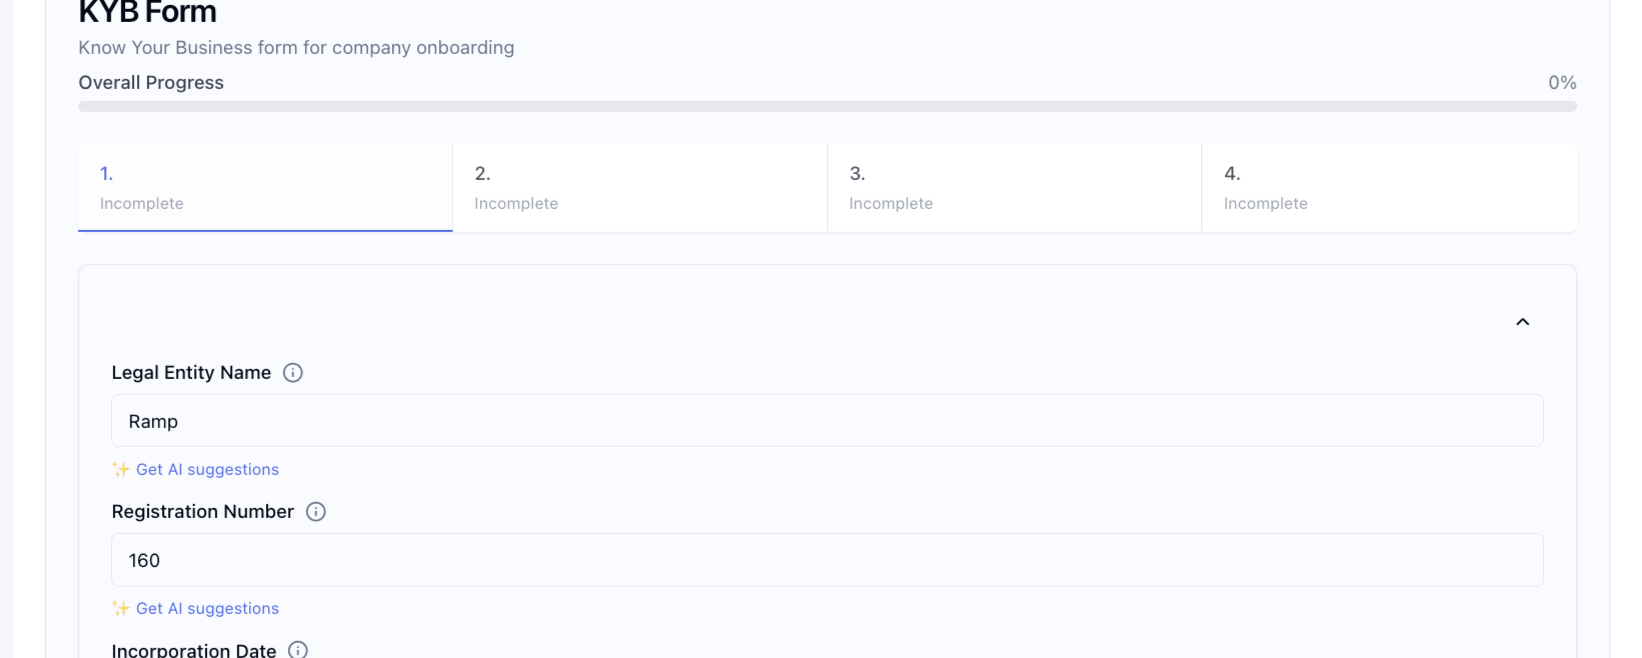 KYB Form
Know Your Business form for company onboarding
Overall Progress 0%
1. 2. 3. 4.
Incomplete Incomplete Incomplete Incomplete
Legal Entity Name
Ramp
✨ Get AI suggestions
Registration Number
160
✨ Get AI suggestions
Incorporation Date